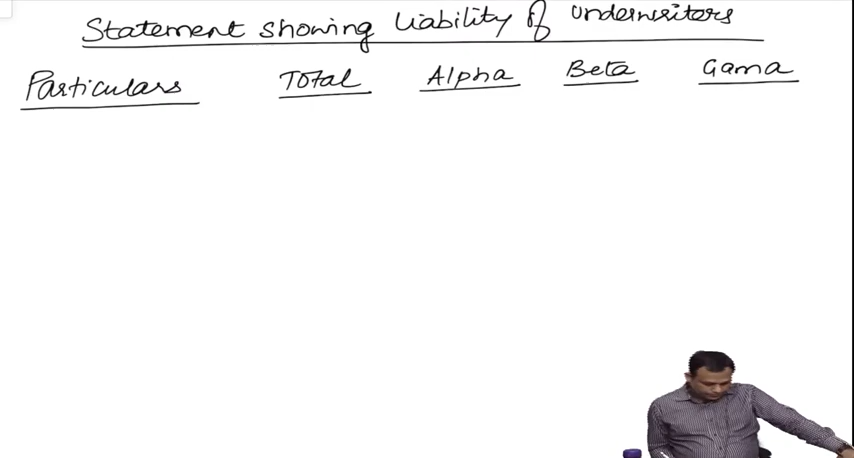 Statement showing Liability of underwriters
Particulars Total Alpha Beta Gama